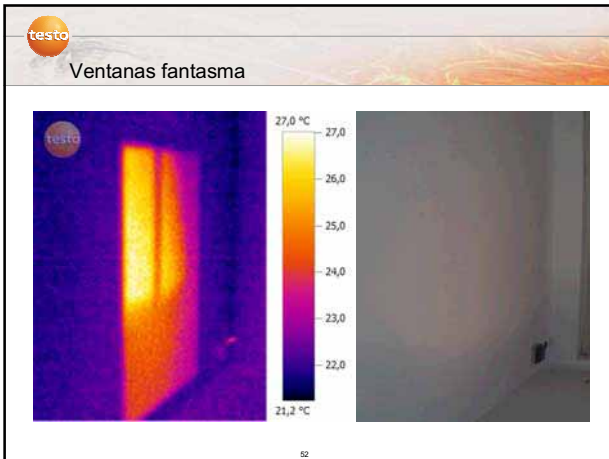 testo
Ventanas fantasma
testo
27,0 °C
27,0
26,0
25,0
24,0
23,0
22,0
21,2 °C
52